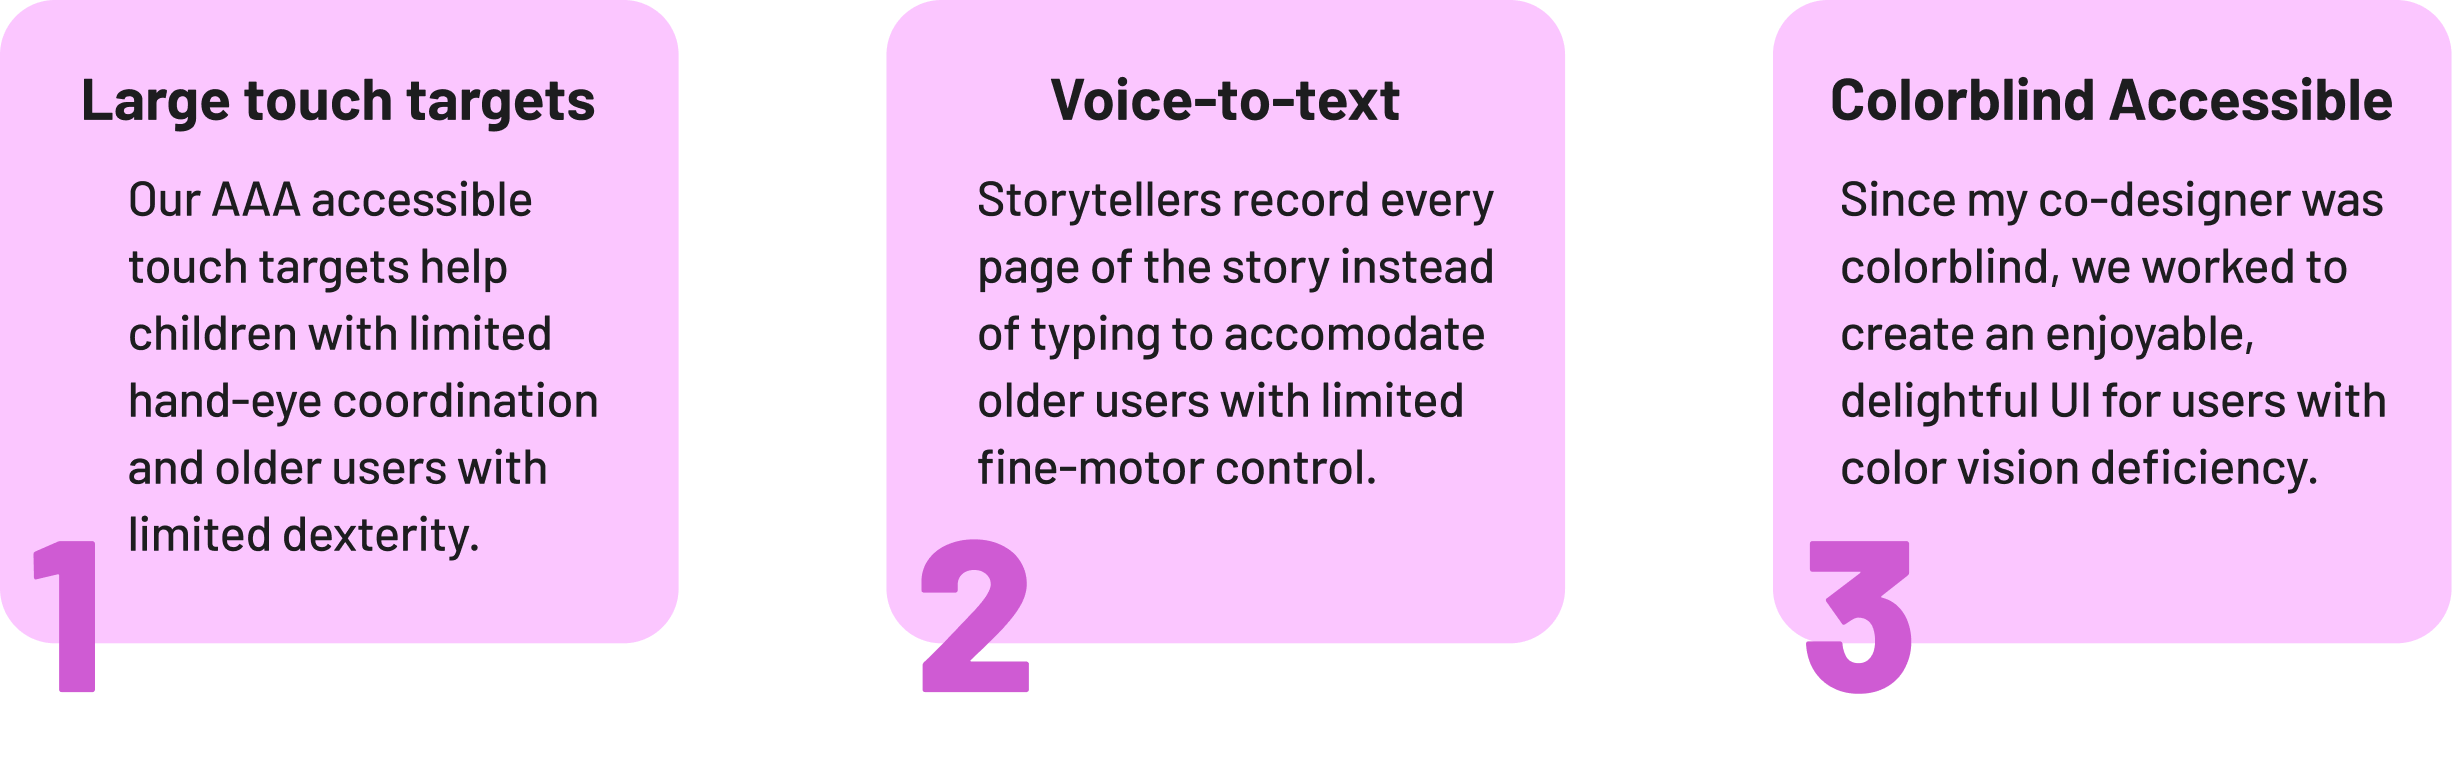 Large touch targets
Our AAA accessible
touch targets help
children with limited
hand-eye coordination
and older users with
limited dexterity.
1
Voice-to-text
Storytellers record every
page of the story instead
of typing to accomodate
older users with limited
fine-motor control.
2
Colorblind Accessible
Since my co-designer was
colorblind, we worked to
create an enjoyable,
delightful UI for users with
color vision deficiency.
3